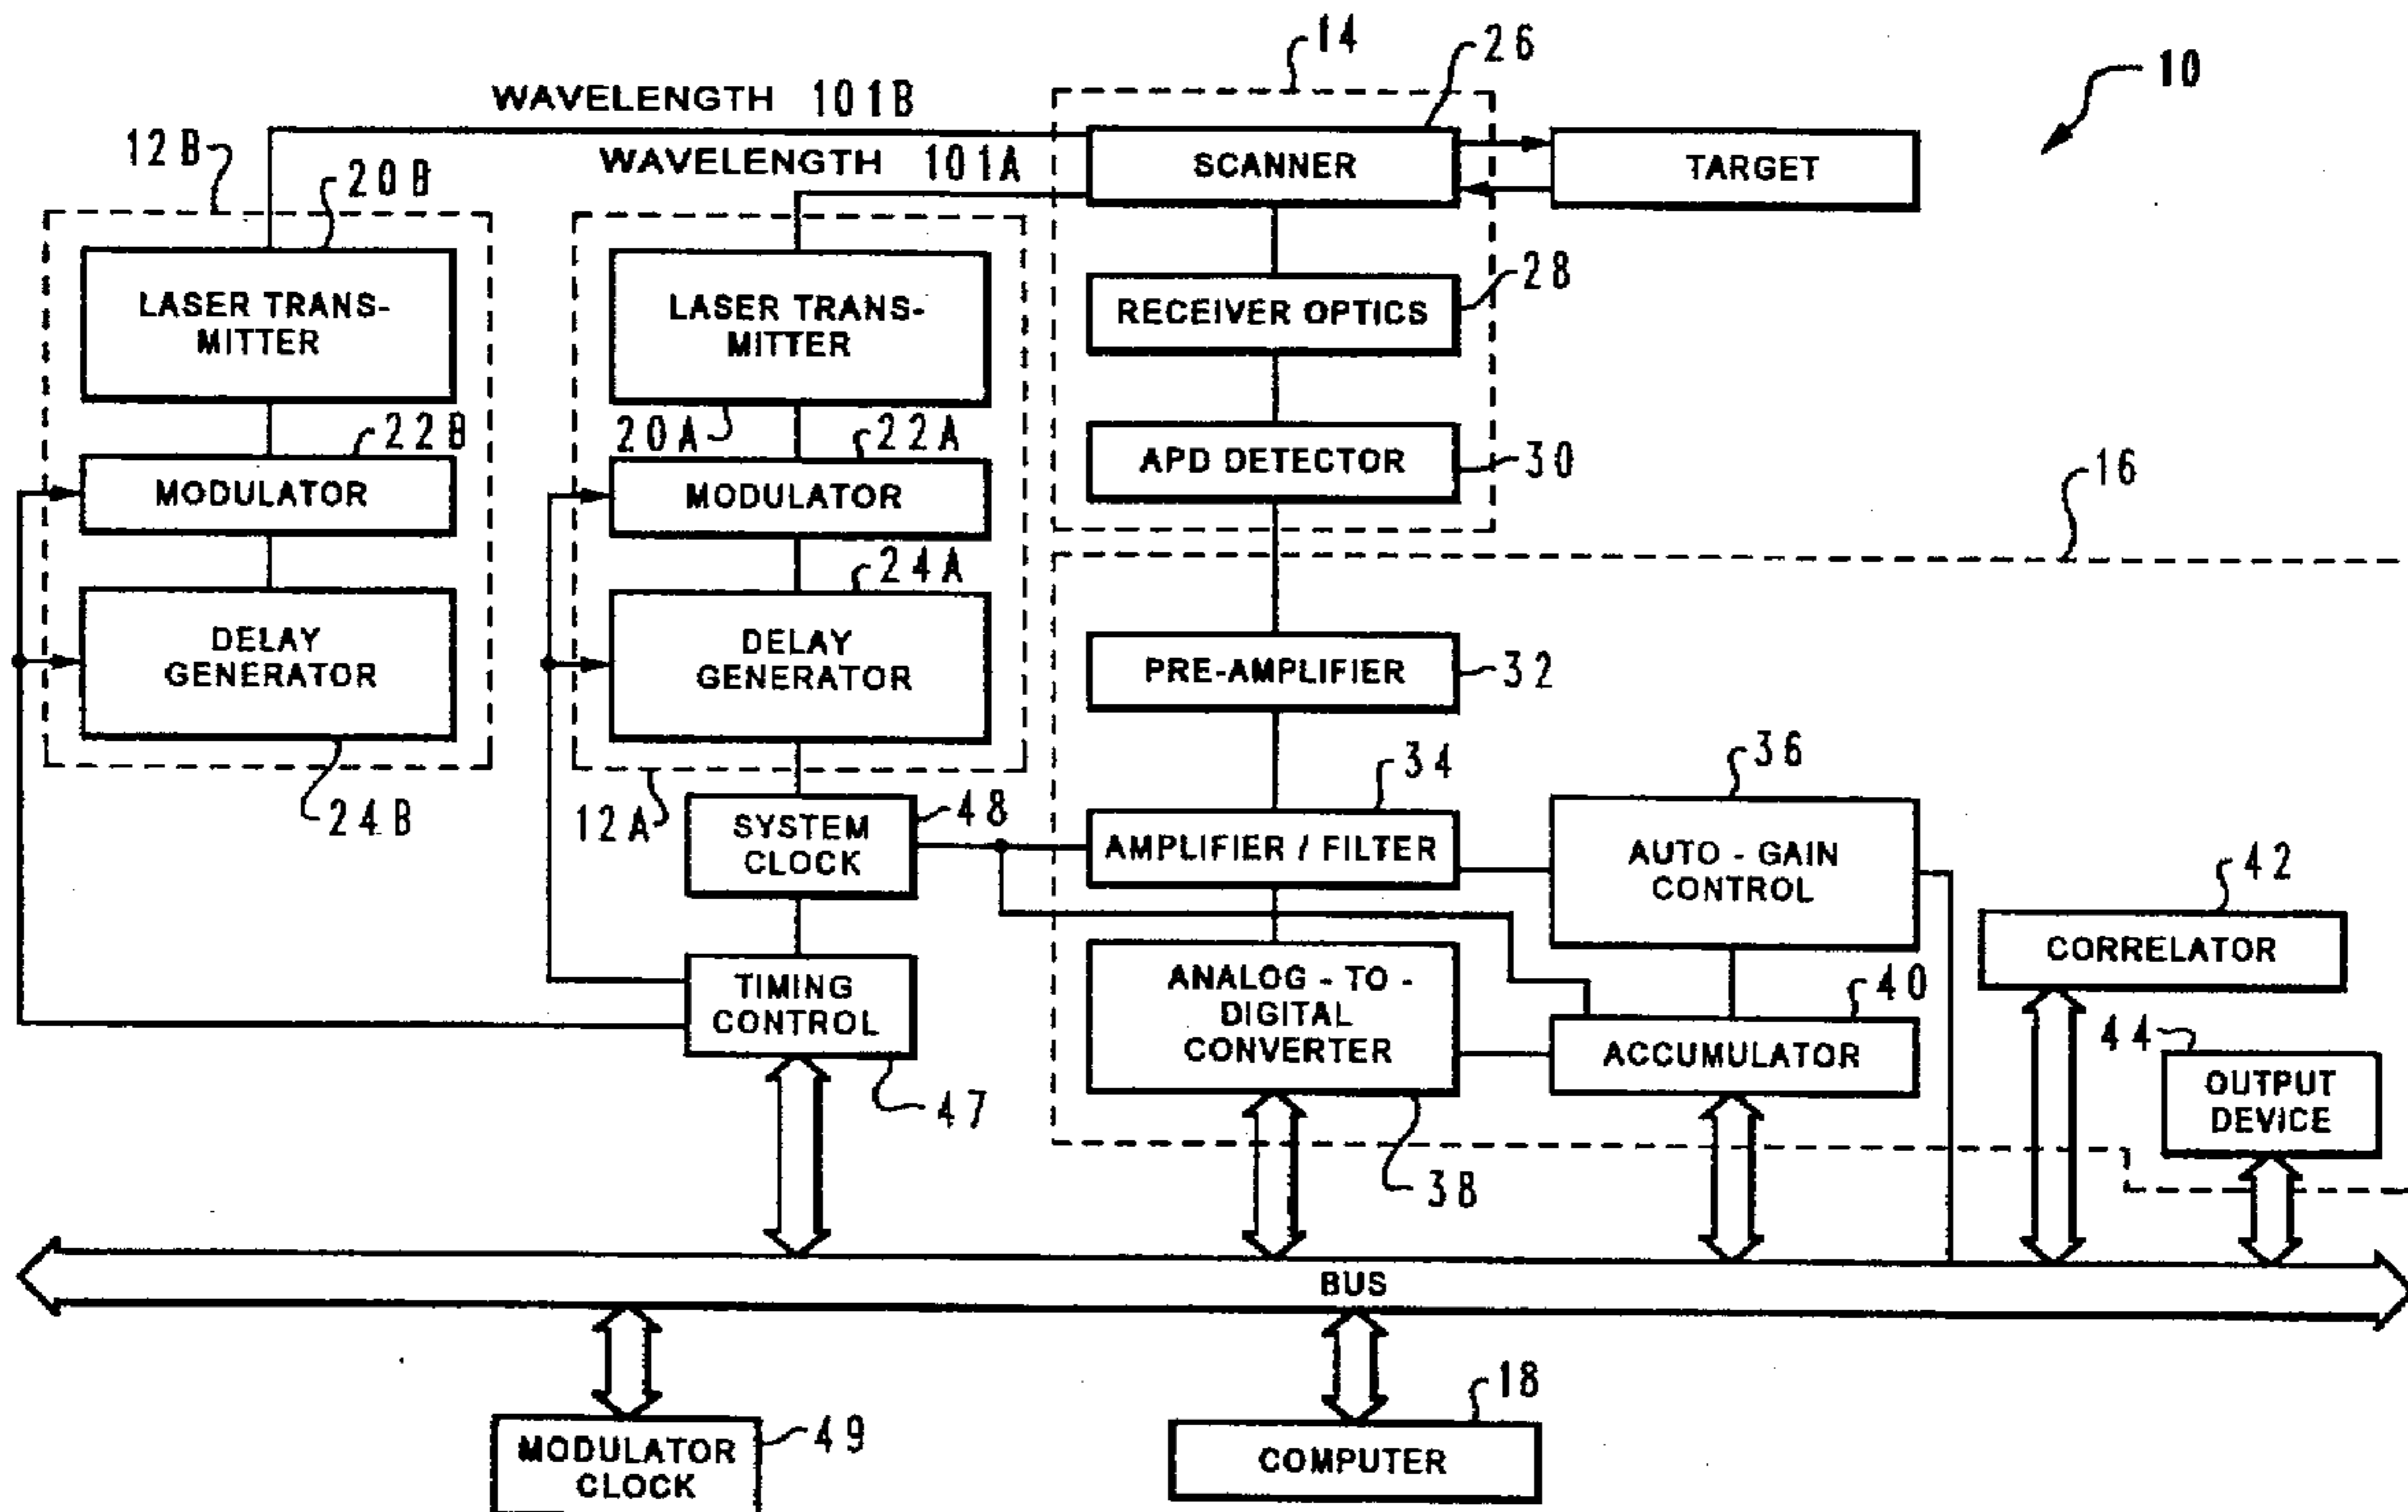 14
26
10
WAVELENGTH 101B
12B
20B
WAVELENGTH 101A
SCANNER
TARGET
LASER TRANS-
MITTER
LASER TRANS-
MITTER
RECEIVER OPTICS
28
20A
22B
22A
MODULATOR
MODULATOR
APD DETECTOR
30
16
24A
DELAY
GENERATOR
DELAY
GENERATOR
PRE-AMPLIFIER
32
24B
12A
SYSTEM
CLOCK
48
34
AMPLIFIER / FILTER
36
AUTO - GAIN
CONTROL
42
CORRELATOR
TIMING
CONTROL
47
ANALOG - TO -
DIGITAL
CONVERTER
38
40
ACCUMULATOR
44
OUTPUT
DEVICE
BUS
MODULATOR
CLOCK
49
18
COMPUTER